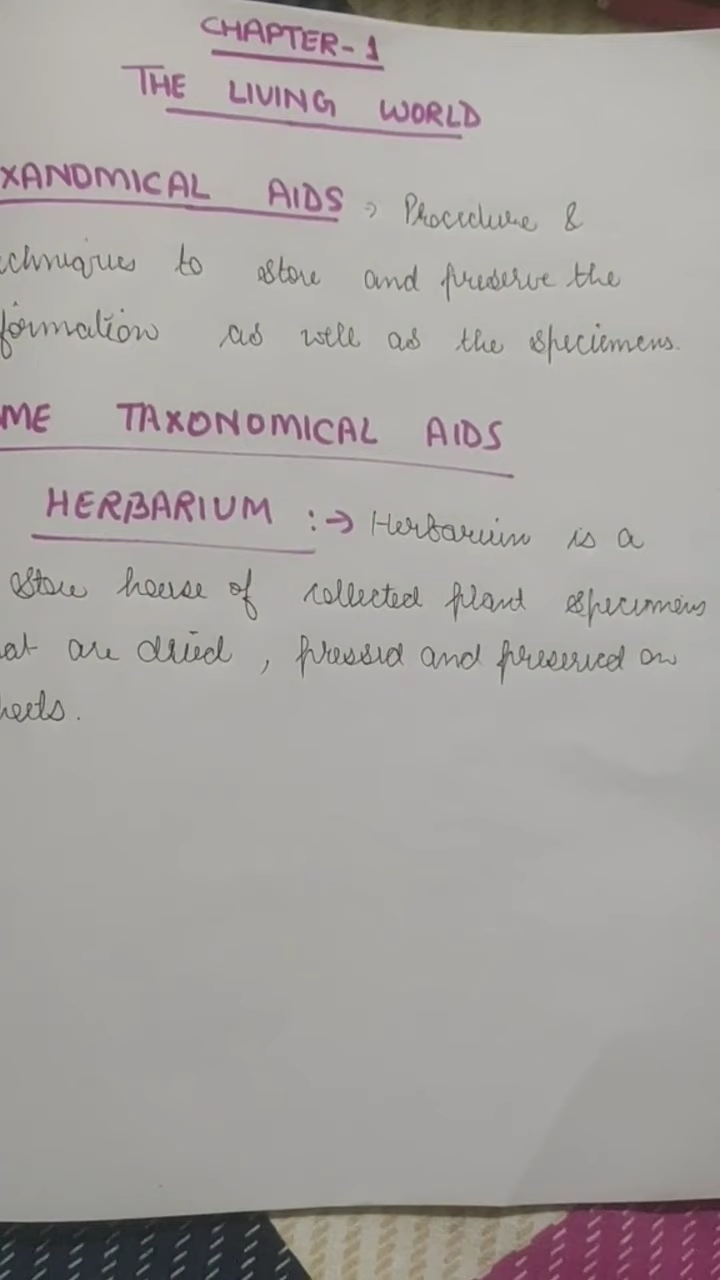 CHAPTER-1
THE LIVING WORLD
XANOMICAL AIDS → Procedure &
chniques to store and preserve the
formation as well as the speciemens.
ME TAXONOMICAL AIDS
HERBARIUM :→ Herbarium is a
store house of collected plant specimens
at are dried, pressed and preserved on
heets.